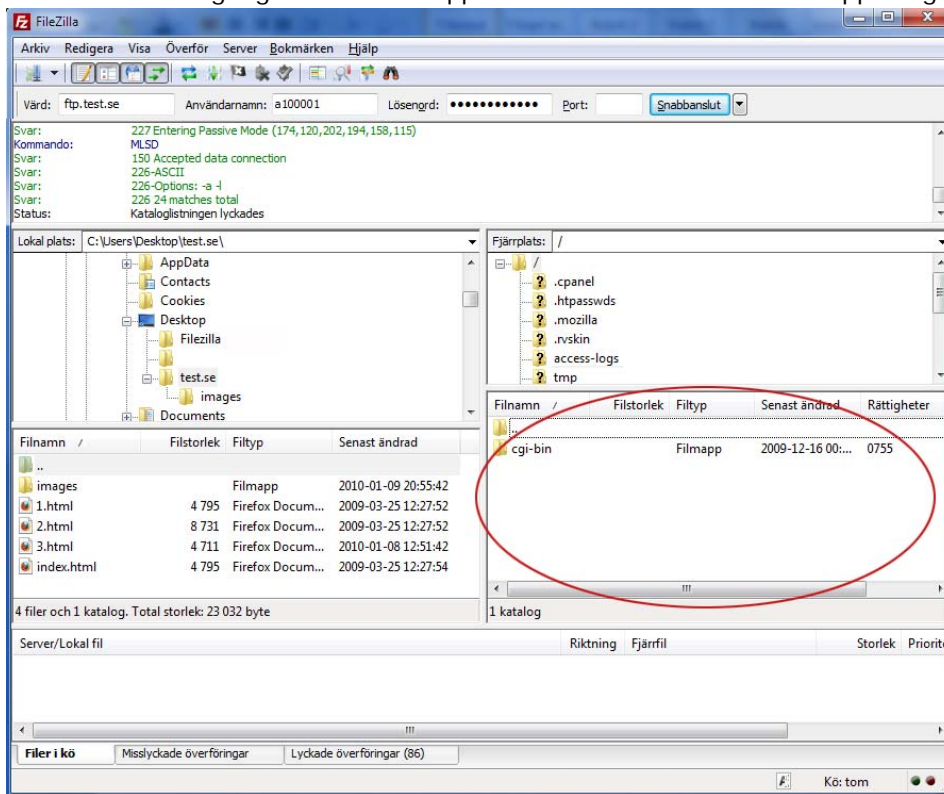 FileZilla
Arkiv Redigera Visa Överför Server Bokmärken Hjälp
Värd: ftp.test.se Användarnamn: a100001 Lösenord: •••••••••••• Port: Snabbanslut
Svar: 227 Entering Passive Mode (174,120,202,194,158,115)
Kommando: MLSD
Svar: 150 Accepted data connection
Svar: 226-ASCII
Svar: 226-Options: -a -l
Svar: 226 24 matches total
Status: Kataloglistningen lyckades
Lokal plats: C:\Users\Desktop\test.se\
AppData
Contacts
Cookies
Desktop
Filezilla
test.se
images
Documents
Fjärrplats: /
/
.cpanel
.htpasswds
.mozilla
.rvskin
access-logs
tmp
Filnamn / Filstorlek Filtyp Senast ändrad
..
images Filmapp 2010-01-09 20:55:42
1.html 4 795 Firefox Docum... 2009-03-25 12:27:52
2.html 8 731 Firefox Docum... 2009-03-25 12:27:52
3.html 4 711 Firefox Docum... 2010-01-08 12:51:42
index.html 4 795 Firefox Docum... 2009-03-25 12:27:54
4 filer och 1 katalog. Total storlek: 23 032 byte
Filnamn / Filstorlek Filtyp Senast ändrad Rättigheter
..
cgi-bin Filmapp 2009-12-16 00:... 0755
1 katalog
Server/Lokal fil Riktning Fjärrfil Storlek Priorite
Filer i kö Misslyckade överföringar Lyckade överföringar (86)
Kö: tom